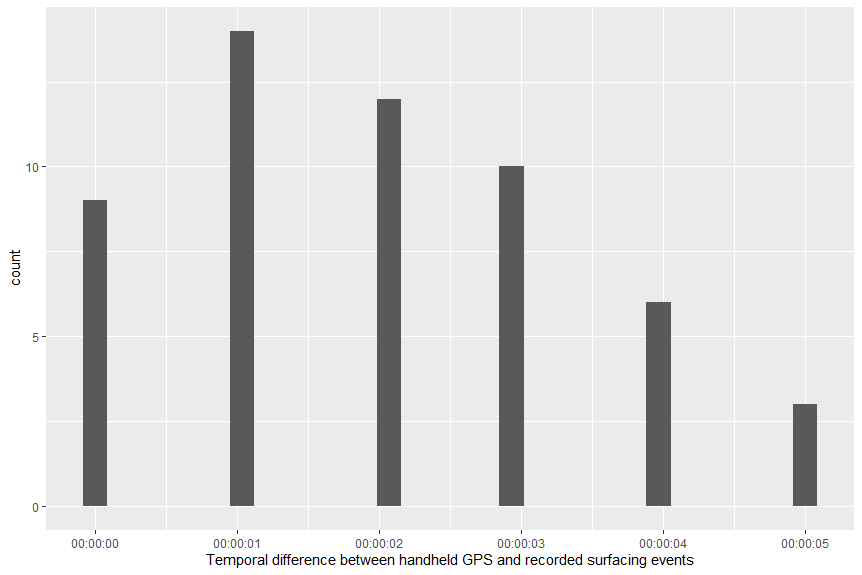 count
10
5
0
00:00:00 00:00:01 00:00:02 00:00:03 00:00:04 00:00:05
Temporal difference between handheld GPS and recorded surfacing events